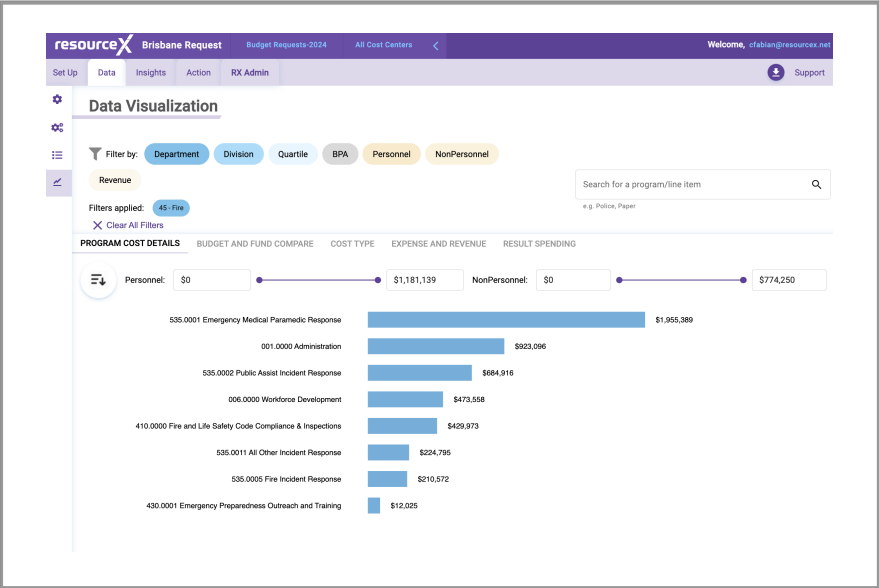 resourceX Brisbane Request Budget Requests-2024 All Cost Centers Welcome, cfabian@resourcex.net
Set Up Data Insights Action RX Admin Support
Data Visualization
Filter by: Department Division Quartile BPA Personnel NonPersonnel
Revenue
Search for a program/line item
e.g. Police, Paper
Filters applied: 45 - Fire
Clear All Filters
PROGRAM COST DETAILS BUDGET AND FUND COMPARE COST TYPE EXPENSE AND REVENUE RESULT SPENDING
Personnel: $0 $1,181,139 NonPersonnel: $0 $774,250
535.0001 Emergency Medical Paramedic Response $1,955,389
001.0000 Administration $923,096
535.0002 Public Assist Incident Response $684,916
006.0000 Workforce Development $473,558
410.0000 Fire and Life Safety Code Compliance & Inspections $429,973
535.0011 All Other Incident Response $224,795
535.0005 Fire Incident Response $210,572
430.0001 Emergency Preparedness Outreach and Training $12,025